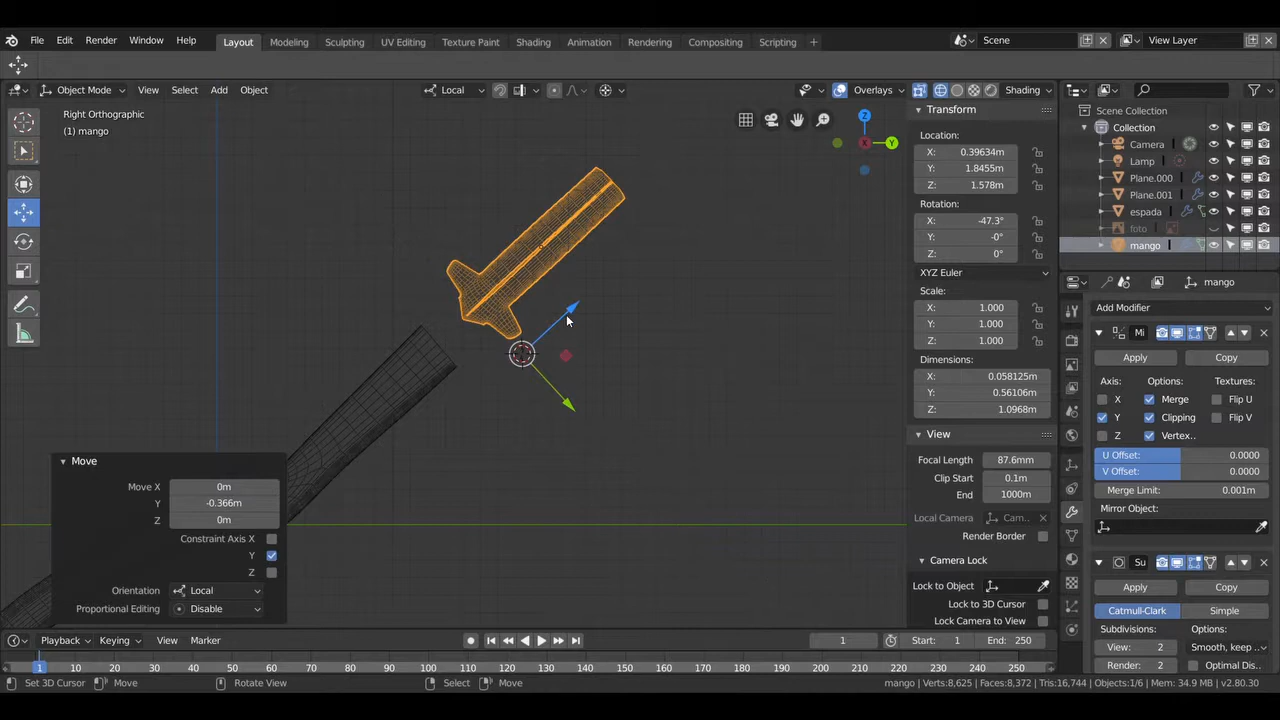 File Edit Render Window Help Layout Modeling Sculpting UV Editing Texture Paint Shading Animation Rendering Compositing Scripting + Scene View Layer
Object Mode View Select Add Object Local Overlays Shading
Right Orthographic
(1) mango
Z
X
Y
Transform
Location:
X: 0.39634m
Y: 1.8455m
Z: 1.578m
Rotation:
X: -47.3°
Y: -0°
Z: 0°
XYZ Euler
Scale:
X: 1.000
Y: 1.000
Z: 1.000
Dimensions:
X: 0.058125m
Y: 0.56106m
Z: 1.0968m
View
Focal Length 87.6mm
Clip Start 0.1m
End 1000m
Local Camera Cam...
Render Border
Camera Lock
Lock to Object
Lock to 3D Cursor
Lock Camera to View
Scene Collection
Collection
Camera
Lamp
Plane.000
Plane.001
espada
foto
mango
mango
Add Modifier
Mi
Apply Copy
Axis: Options: Textures:
X Merge Flip U
Y Clipping Flip V
Z Vertex..
U Offset: 0.0000
V Offset: 0.0000
Merge Limit: 0.001m
Mirror Object:
Su
Apply Copy
Catmull-Clark Simple
Subdivisions: Options:
View: 2 Smooth, keep ..
Render: 2 Optimal Dis..
Move
Move X 0m
Y -0.366m
Z 0m
Constraint Axis X
Y
Z
Orientation Local
Proportional Editing Disable
Playback Keying View Marker 1 Start: 1 End: 250
1 10 20 30 40 50 60 70 80 90 100 110 120 130 140 150 160 170 180 190 200 210 220 230 240 250
Set 3D Cursor Move Rotate View Select Move mango | Verts:8,625 | Faces:8,372 | Tris:16,744 | Objects:1/6 | Mem: 34.9 MB | v2.80.30